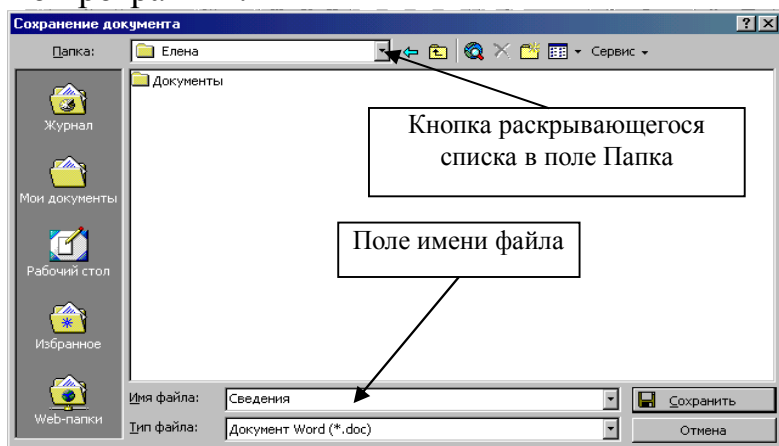 Сохранение документа
Папка:
Елена
Сервис
Документы
Журнал
Кнопка раскрывающегося
списка в поле Папка
Мои документы
Поле имени файла
Рабочий стол
Избранное
Имя файла:
Сведения
Сохранить
Web-папки
Тип файла:
Документ Word (*.doc)
Отмена